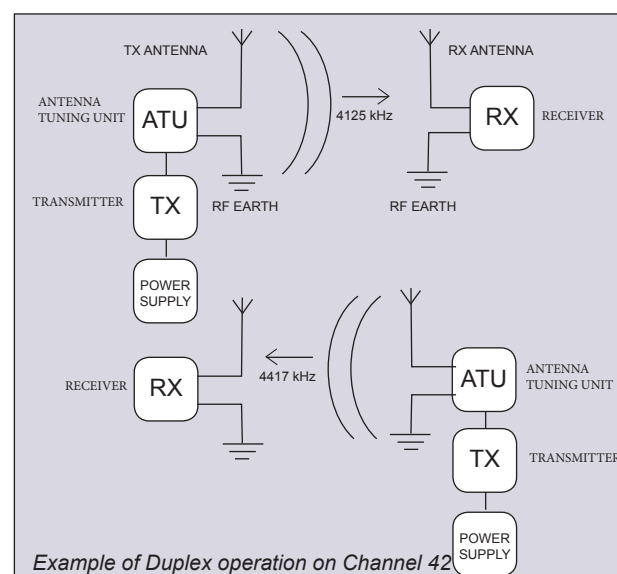 TX ANTENNA
RX ANTENNA
ANTENNA
TUNING UNIT
ATU
4125 kHz
RX
RECEIVER
TRANSMITTER
TX
RF EARTH
RF EARTH
POWER
SUPPLY
RECEIVER
RX
4417 kHz
ATU
ANTENNA
TUNING UNIT
TX
TRANSMITTER
POWER
SUPPLY
Example of Duplex operation on Channel 42